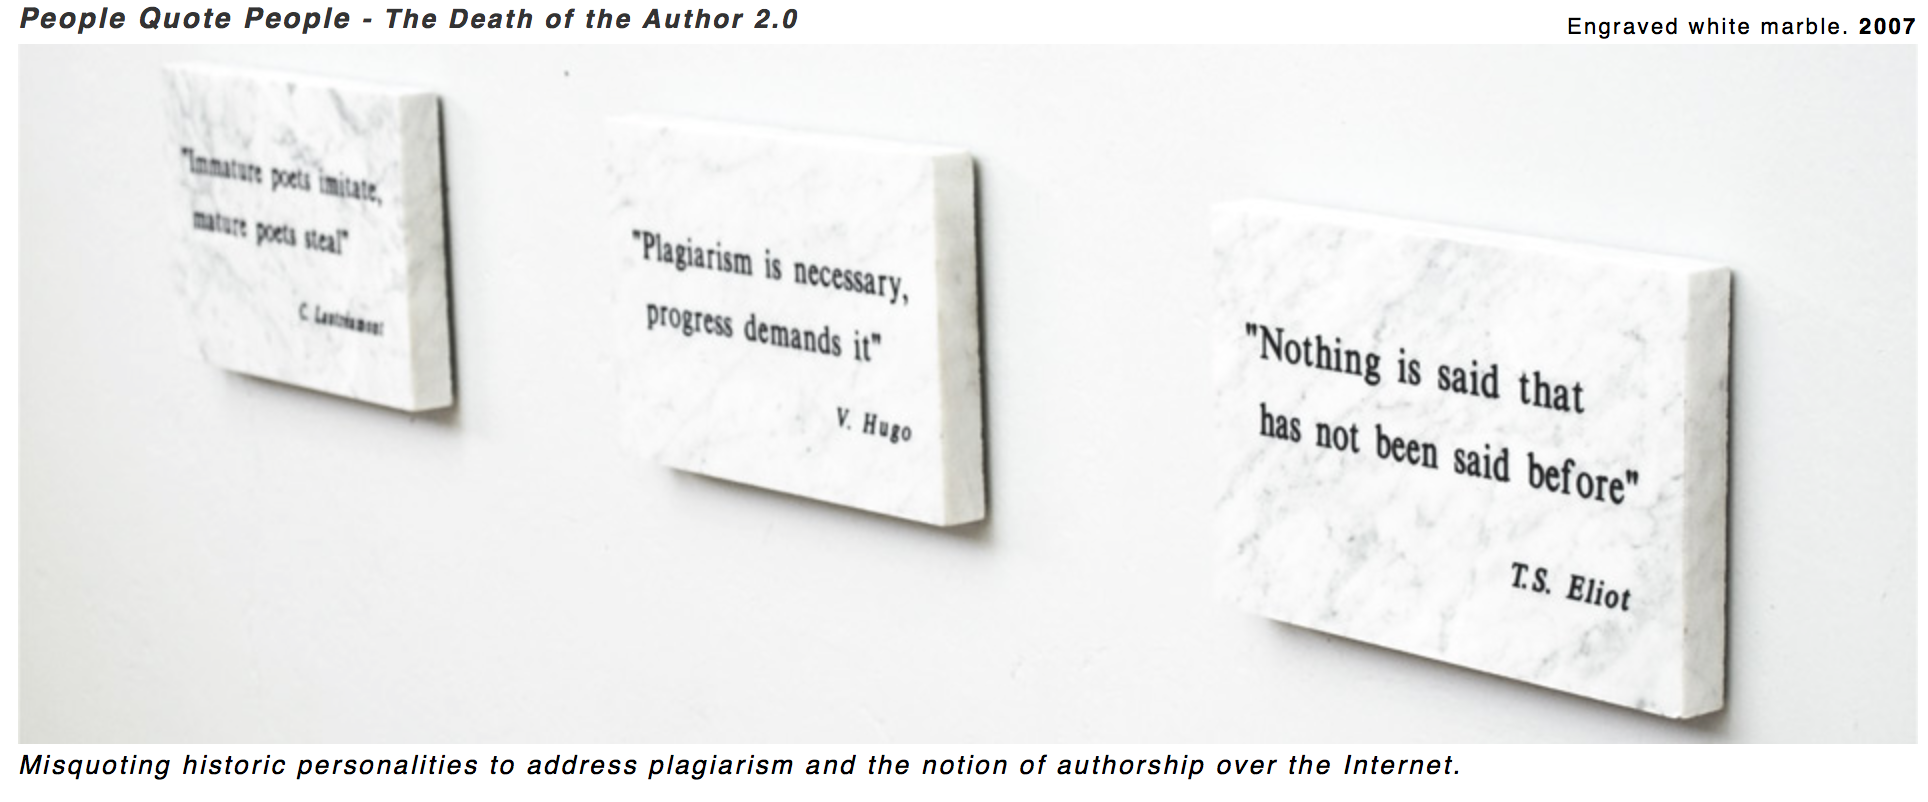 People Quote People - The Death of the Author 2.0
Engraved white marble. 2007
"Immature poets imitate,
mature poets steal"
C. Lautréamont
"Plagiarism is necessary,
progress demands it"
V. Hugo
"Nothing is said that
has not been said before"
T.S. Eliot
Misquoting historic personalities to address plagiarism and the notion of authorship over the Internet.